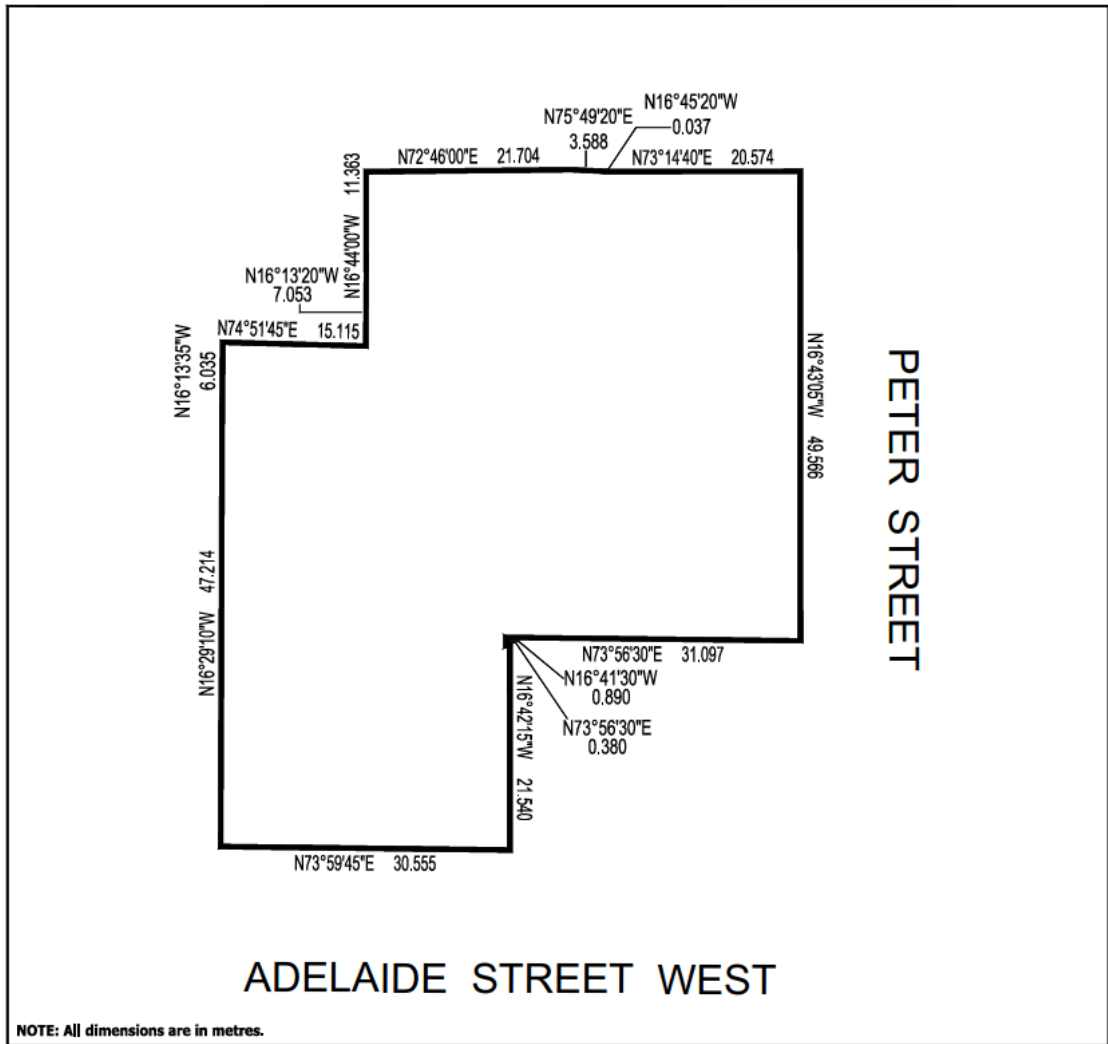 N16°45'20"W
0.037
N75°49'20"E
3.588
N72°46'00"E 21.704
N73°14'40"E 20.574
N16°44'00"W 11.363
N16°13'20"W
7.053
N74°51'45"E 15.115
N16°13'35"W
6.035
N16°43'05"W 49.566
PETER STREET
N16°29'10"W 47.214
N73°56'30"E 31.097
N16°41'30"W
0.890
N73°56'30"E
0.380
N16°42'15"W 21.540
N73°59'45"E 30.555
ADELAIDE STREET WEST
NOTE: All dimensions are in metres.